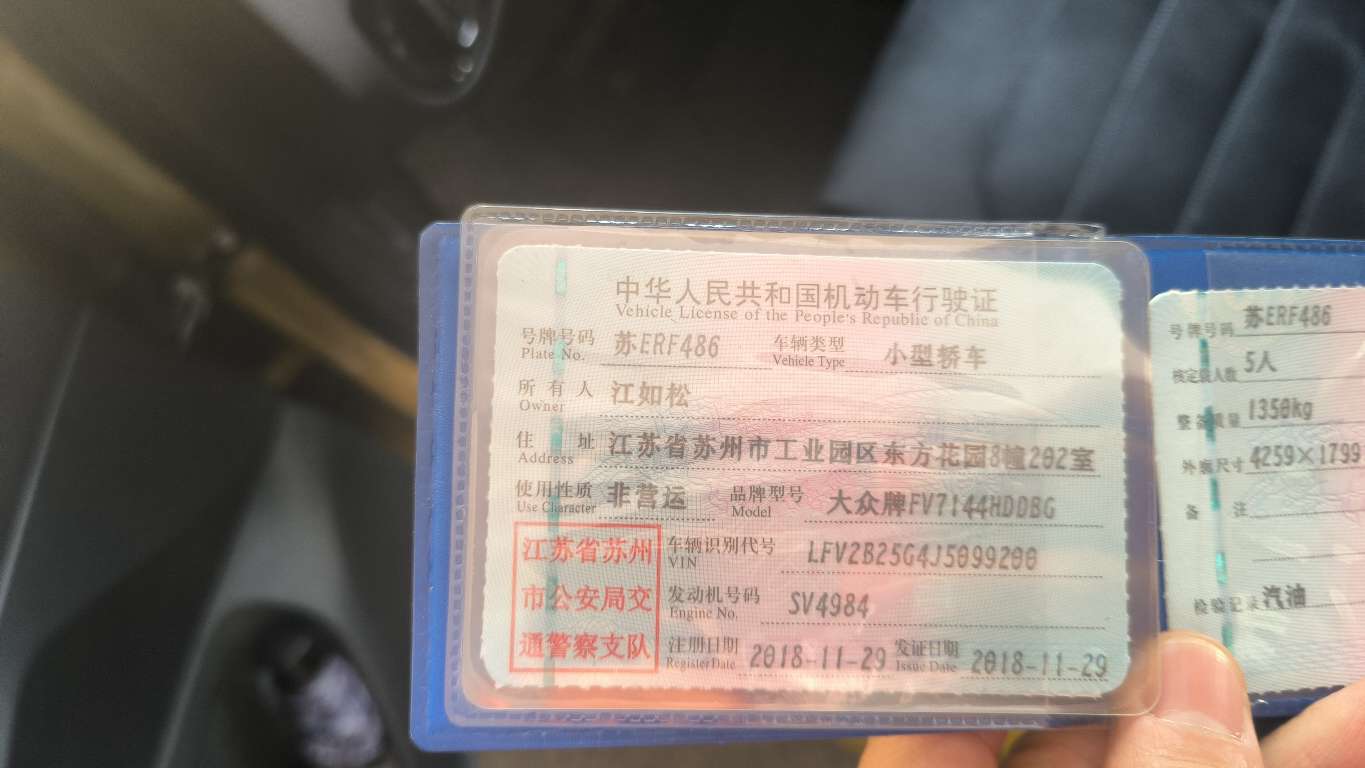 中华人民共和国机动车行驶证
Vehicle License of the People's Republic of China
号牌号码 苏ERF486 车辆类型 小型轿车
Plate No. Vehicle Type
所有人 江如松
Owner
住址 江苏省苏州市工业园区东方花园8幢202室
Address
使用性质 非营运 品牌型号 大众牌FV7144HDDBG
Use Character Model
江苏省苏州
市公安局交
通警察支队
车辆识别代号 LFV2B25G4J5099200
VIN
发动机号码 SV4984
Engine No.
注册日期 2018-11-29 发证日期 2018-11-29
Register Date Issue Date
号牌号码 苏ERF486
核定载人数 5人
整备质量 1350kg
外廓尺寸 4259×1799
备注
检验记录 汽油